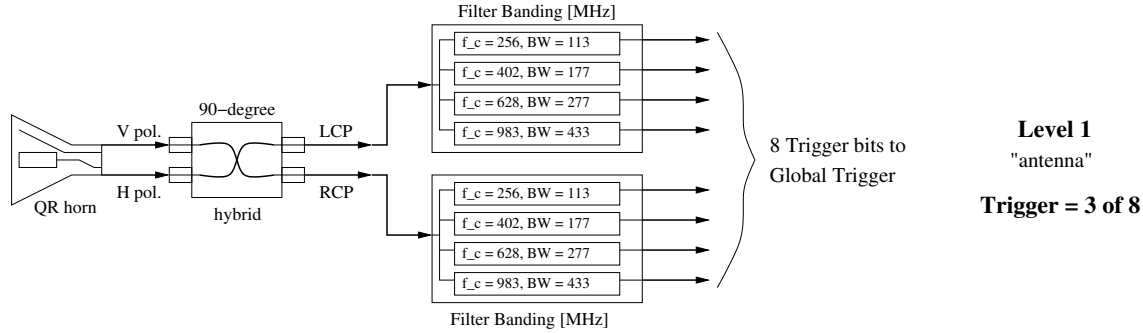 Filter Banding [MHz]
f_c = 256, BW = 113
f_c = 402, BW = 177
f_c = 628, BW = 277
f_c = 983, BW = 433
90−degree
V pol.
LCP
H pol.
RCP
QR horn
hybrid
f_c = 256, BW = 113
f_c = 402, BW = 177
f_c = 628, BW = 277
f_c = 983, BW = 433
Filter Banding [MHz]
8 Trigger bits to
Global Trigger
Level 1
"antenna"
Trigger = 3 of 8